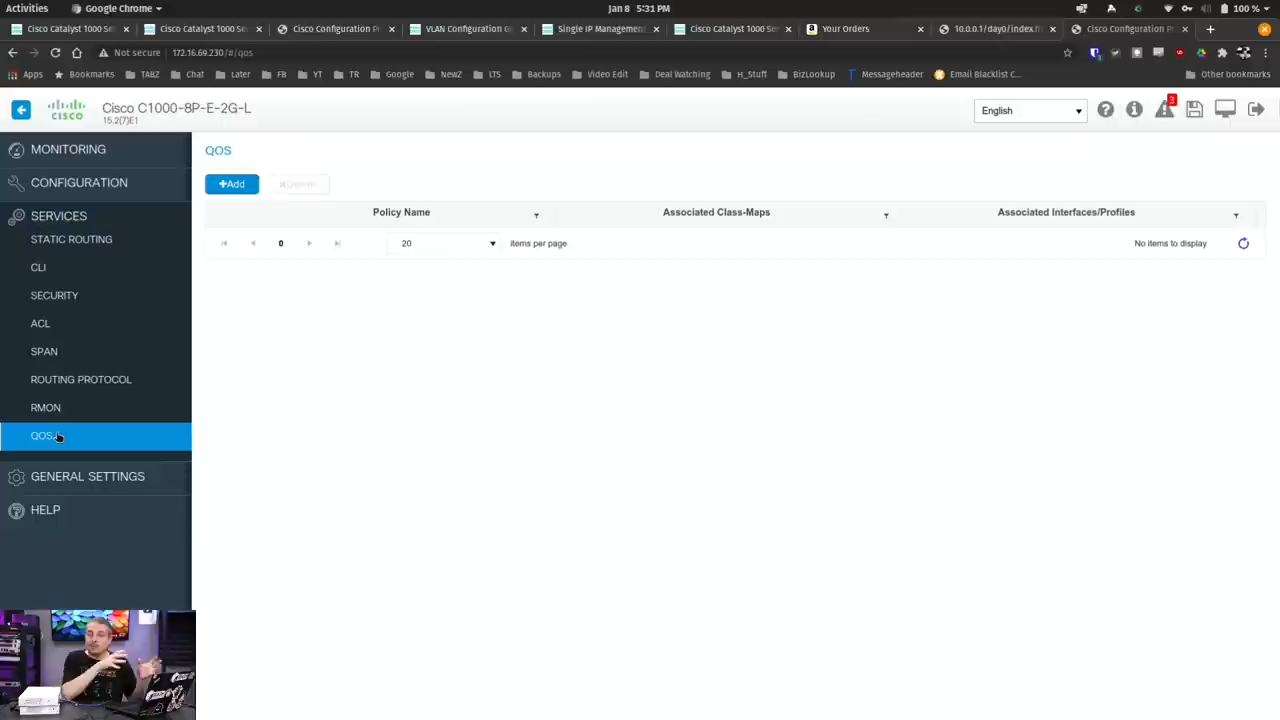 Activities
Google Chrome
Jan 8 5:31 PM
100 %
Cisco Catalyst 1000 Se
Cisco Catalyst 1000 Se
Cisco Configuration P
VLAN Configuration G
Single IP Management
Cisco Catalyst 1000 Se
Your Orders
10.0.0.1/dayo/index.h
Cisco Configuration P
Not secure
172.16.69.230/#/qos
Apps
Bookmarks
TABZ
Chat
Later
FB
YT
TR
Google
NewZ
LTS
Backups
Video Edit
Deal Watching
H_Stuff
BizLookup
Messageheader
Email Blacklist C...
Other bookmarks
CISCO
Cisco C1000-8P-E-2G-L
15.2(7)E1
English
3
MONITORING
CONFIGURATION
SERVICES
STATIC ROUTING
CLI
SECURITY
ACL
SPAN
ROUTING PROTOCOL
RMON
QOS
GENERAL SETTINGS
HELP
QOS
+Add
Policy Name
Associated Class-Maps
Associated Interfaces/Profiles
0
20
items per page
No items to display